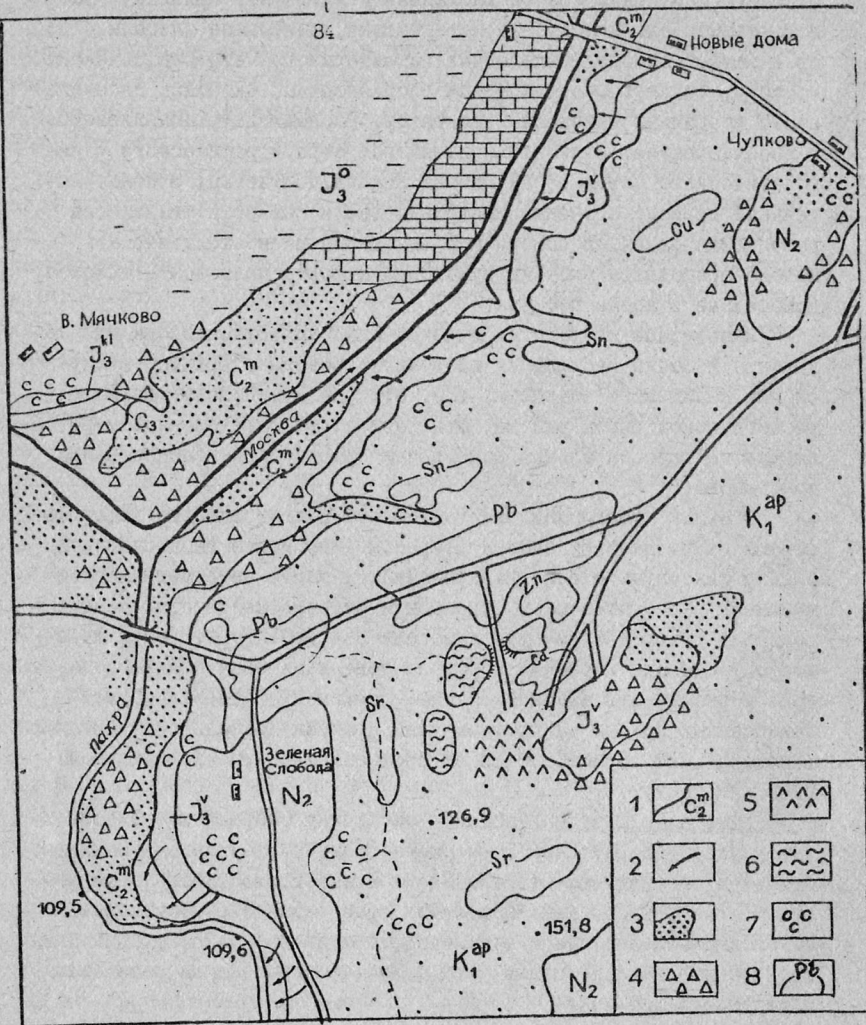 84
C₂ᵐ
Новые дома
J₃ᵒ
Чулково
J₃ᵛ
Cu
N₂
В. Мячково
J₃ᵏˡ
C₃
C₂ᵐ
Sn
Москва
C₂ᵐ
Sn
Pb
K₁ᵃᵖ
Zn
Cd
Pb
Sr
J₃ᵛ
Пахра
Зеленая
Слобода
N₂
J₃ᵛ
126,9
Sr
C₂ᵐ
109,5
109,6
151,8
K₁ᵃᵖ
N₂
1 C₂ᵐ 5
2 6
3 7 c c c
4 8 Pb